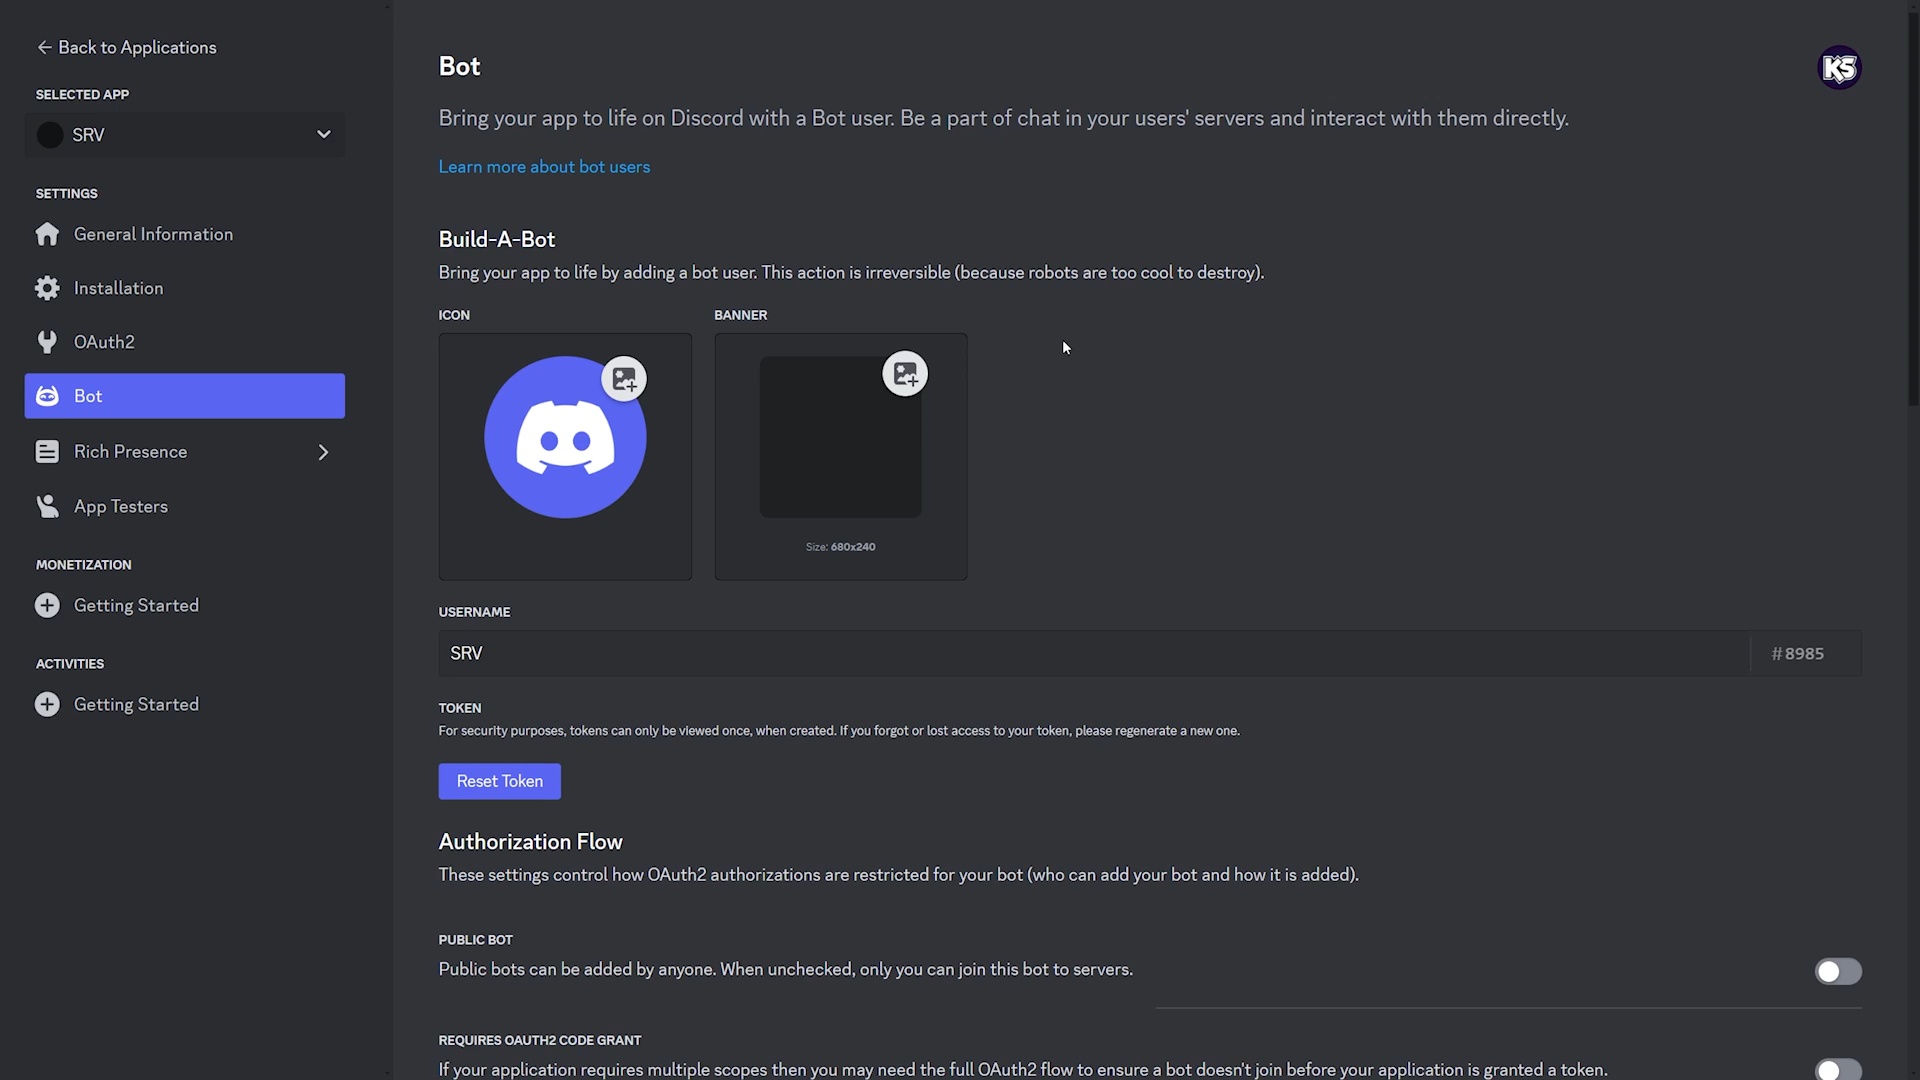 Back to Applications
SELECTED APP
SRV
SETTINGS
General Information
Installation
OAuth2
Bot
Rich Presence
App Testers
MONETIZATION
Getting Started
ACTIVITIES
Getting Started
Bot
KS
Bring your app to life on Discord with a Bot user. Be a part of chat in your users' servers and interact with them directly.
Learn more about bot users
Build-A-Bot
Bring your app to life by adding a bot user. This action is irreversible (because robots are too cool to destroy).
ICON
BANNER
Size: 680x240
USERNAME
SRV
#8985
TOKEN
For security purposes, tokens can only be viewed once, when created. If you forgot or lost access to your token, please regenerate a new one.
Reset Token
Authorization Flow
These settings control how OAuth2 authorizations are restricted for your bot (who can add your bot and how it is added).
PUBLIC BOT
Public bots can be added by anyone. When unchecked, only you can join this bot to servers.
REQUIRES OAUTH2 CODE GRANT
If your application requires multiple scopes then you may need the full OAuth2 flow to ensure a bot doesn't join before your application is granted a token.